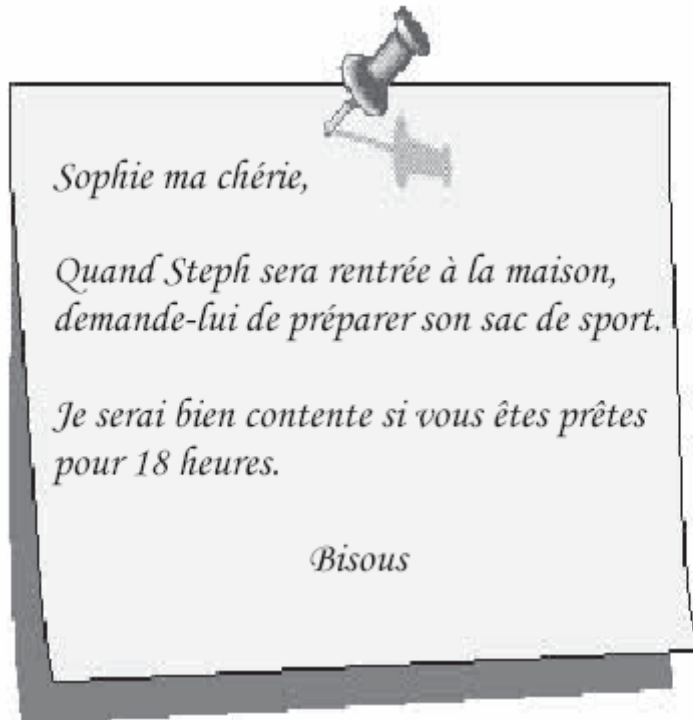 Sophie ma chérie,
Quand Steph sera rentrée à la maison,
demande-lui de préparer son sac de sport.
Je serai bien contente si vous êtes prêtes
pour 18 heures.
Bisous